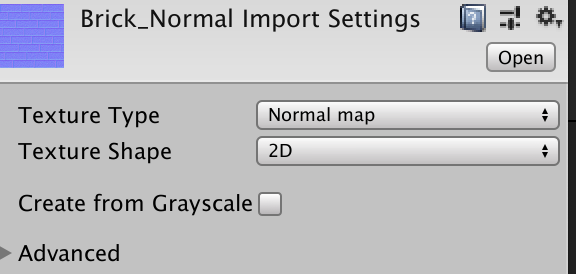 Brick_Normal Import Settings
Open
Texture Type Normal map
Texture Shape 2D
Create from Grayscale
Advanced